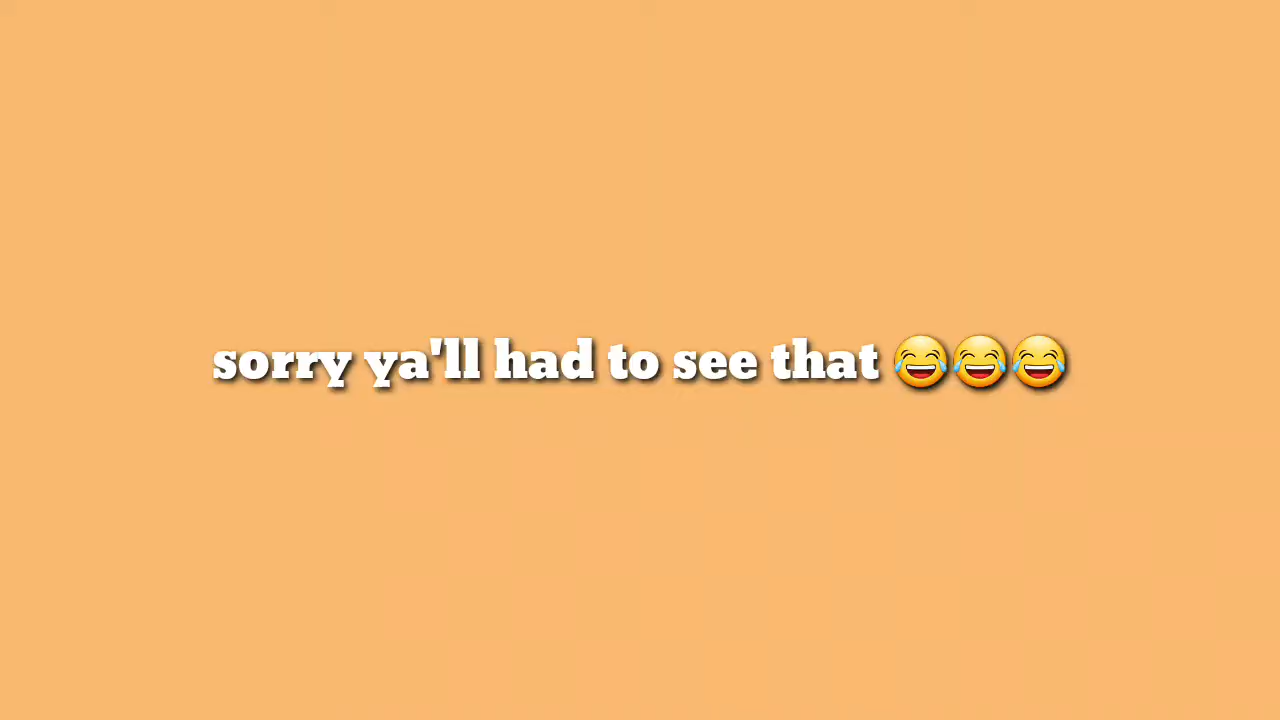 sorry ya'll had to see that 😂😂😂